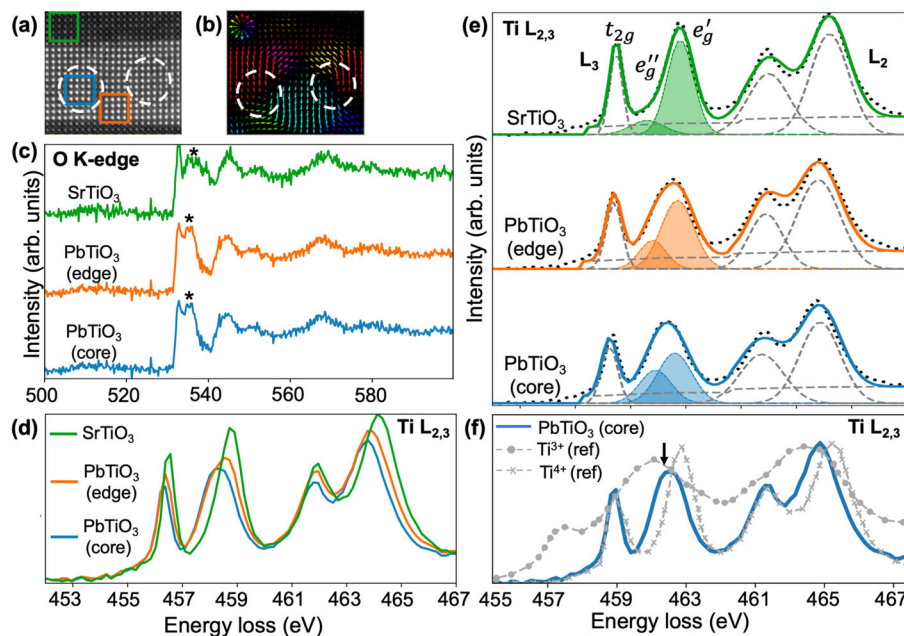 (a)
(b)
(c)
O K-edge
*
SrTiO3
*
PbTiO3
(edge)
*
PbTiO3
(core)
Intensity (arb. units)
500 520 540 560 580
(d)
Ti L2,3
SrTiO3
PbTiO3
(edge)
PbTiO3
(core)
453 455 457 459 461 463 465 467
Energy loss (eV)
(e)
Ti L2,3
t2g
eg′′
eg′
L3
L2
SrTiO3
PbTiO3
(edge)
PbTiO3
(core)
Intensity (arb. units)
(f)
PbTiO3 (core)
Ti3+ (ref)
Ti4+ (ref)
Ti L2,3
455 457 459 461 463 465 467
Energy loss (eV)